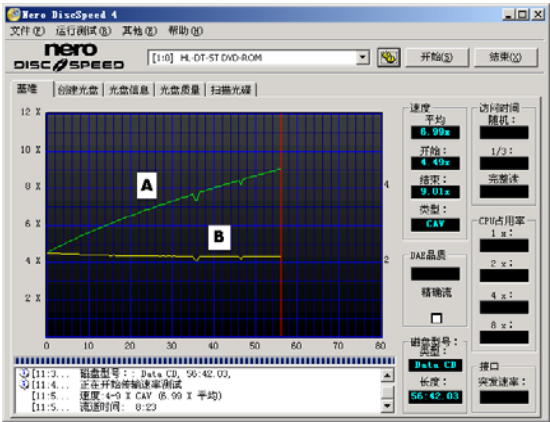 Nero DiscSpeed 4
文件(F) 运行测试(R) 其他(E) 帮助(H)
nero
DISC SPEED
[1:0] HL-DT-ST DVD-ROM
开始(S)
结束(X)
基准 创建光盘 光盘信息 光盘质量 扫描光碟
12 X
10 X
8 X
6 X
4 X
2 X
4
2
0 10 20 30 40 50 60 70 80
A
B
速度
平均
6.99x
开始:
4.49x
结束:
9.01x
类型:
CAV
访问时间
随机:
1/3:
完整读
CPU占用率
1 x:
2 x:
4 x:
8 x:
DAE品质
精确流
磁盘型号:
类型:
Data CD
长度:
56:42.03
接口
突发速率:
[11:3... 磁盘型号:: Data CD, 56:42.03,
[11:4... 正在开始传输速率测试
[11:5... 速度:4-9 X CAV (6.99 X 平均)
[11:5... 流逝时间: 8:23